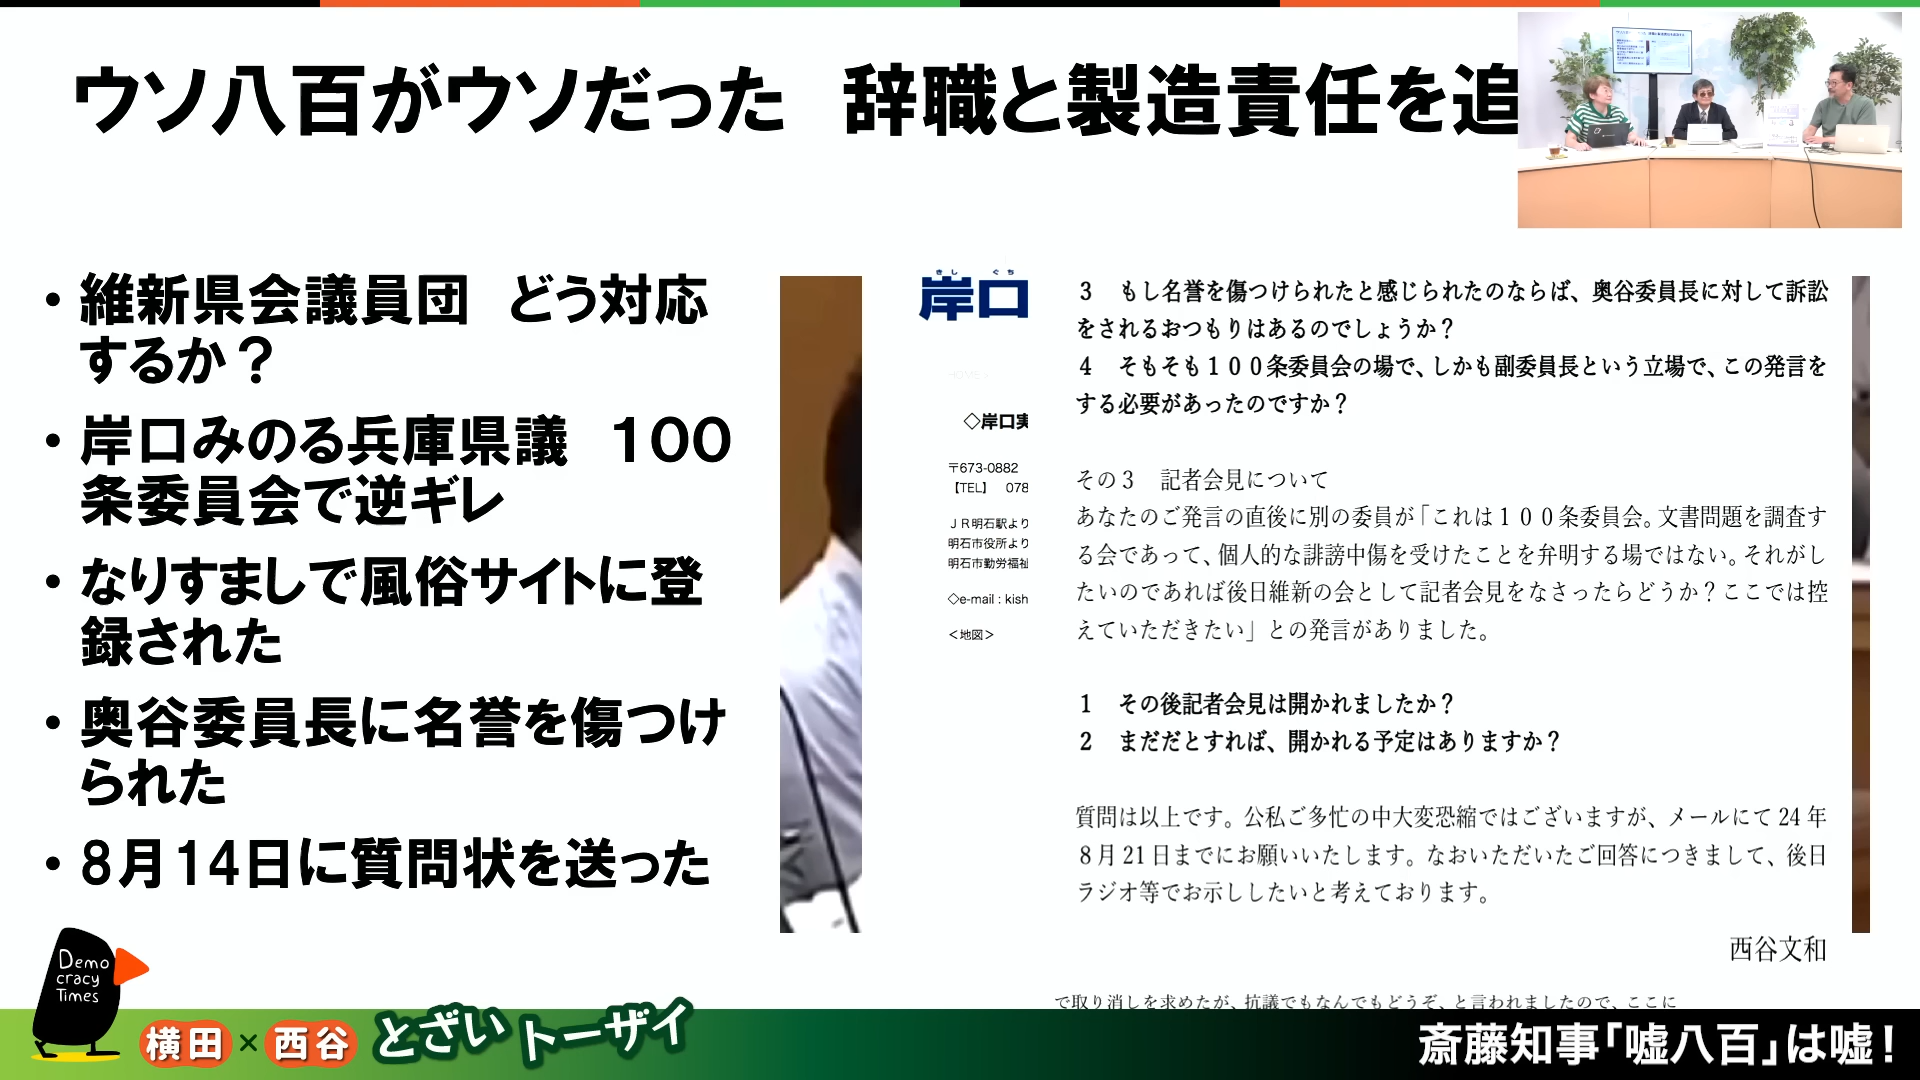 ウソ八百がウソだった　辞職と製造責任を追
・維新県会議員団　どう対応
するか？
・岸口みのる兵庫県議　１００
条委員会で逆ギレ
・なりすましで風俗サイトに登
録された
・奥谷委員長に名誉を傷つけ
られた
・８月14日に質問状を送った
きし　ぐち
岸口
HOME
◇岸口実
〒673-0882
【TEL】　078
ＪＲ明石駅より
明石市役所より
明石市勤労福祉
◇e-mail : kish
＜地図＞
３　もし名誉を傷つけられたと感じられたのならば、奥谷委員長に対して訴訟
をされるおつもりはあるのでしょうか？
４　そもそも１００条委員会の場で、しかも副委員長という立場で、この発言を
する必要があったのですか？
その３　記者会見について
あなたのご発言の直後に別の委員が「これは１００条委員会。文書問題を調査す
る会であって、個人的な誹謗中傷を受けたことを弁明する場ではない。それがし
たいのであれば後日維新の会として記者会見をなさったらどうか？ここでは控
えていただきたい」との発言がありました。
１　その後記者会見は開かれましたか？
２　まだだとすれば、開かれる予定はありますか？
質問は以上です。公私ご多忙の中大変恐縮ではございますが、メールにて 24 年
８月 21 日までにお願いいたします。なおいただいたご回答につきまして、後日
ラジオ等でお示ししたいと考えております。
西谷文和
で取り消しを求めたが、抗議でもなんでもどうぞ、と言われましたので、ここに
Demo
cracy
Times
横田×西谷 とざいトーザイ
斎藤知事「嘘八百」は嘘！